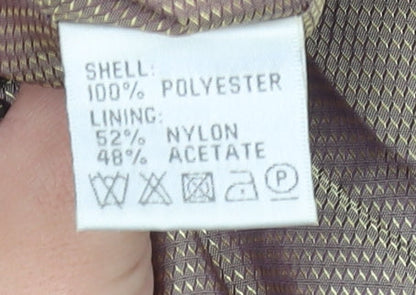 SHELL:
100% POLYESTER
LINING:
52% NYLON
48% ACETATE
P